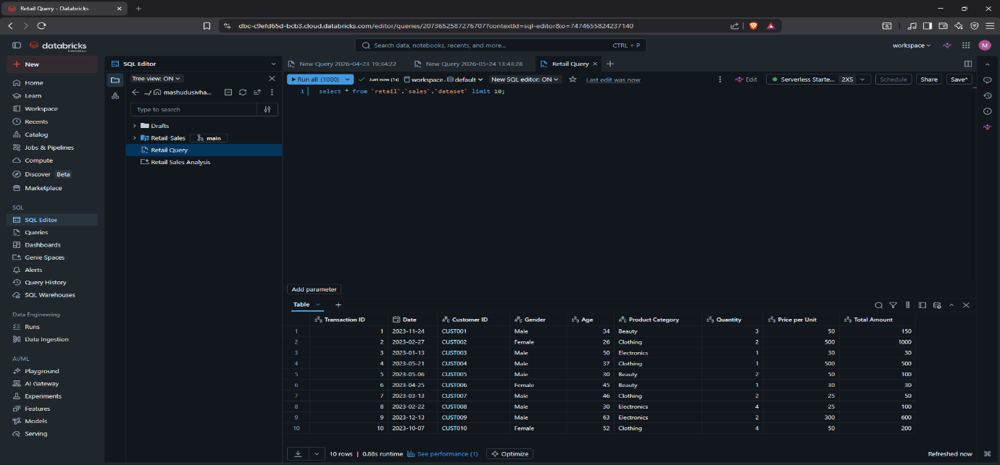 Retail Query - Databricks
dbc-c9efd65d-bcb3.cloud.databricks.com/editor/queries/2073652587276707?contextId=sql-editor&o=7474655824237140
databricks
Free Edition
Search data, notebooks, recents, and more...
CTRL + P
workspace
M
New
Home
Learn
Workspace
Recents
Catalog
Jobs & Pipelines
Compute
Discover Beta
Marketplace
SQL
SQL Editor
Queries
Dashboards
Genie Spaces
Alerts
Query History
SQL Warehouses
Data Engineering
Runs
Data Ingestion
AI/ML
Playground
AI Gateway
Experiments
Features
Models
Serving
SQL Editor
Tree view: ON
.../ mashudusivha...
Type to search
Drafts
Retail-Sales main
Retail Query
Retail Sales Analysis
New Query 2026-04-23 19:34:22
New Query 2026-05-24 13:43:28
Retail Query
Run all (1000) Just now (1s) workspace. default New SQL editor: ON Last edit was now Edit Serverless Starte... 2XS Schedule Share Save*
1 select * from `retail`.`sales`.`dataset` limit 10;
Add parameter
Table
Transaction ID Date Customer ID Gender Age Product Category Quantity Price per Unit Total Amount
1 1 2023-11-24 CUST001 Male 34 Beauty 3 50 150
2 2 2023-02-27 CUST002 Female 26 Clothing 2 500 1000
3 3 2023-01-13 CUST003 Male 50 Electronics 1 30 30
4 4 2023-05-21 CUST004 Male 37 Clothing 1 500 500
5 5 2023-05-06 CUST005 Male 30 Beauty 2 50 100
6 6 2023-04-25 CUST006 Female 45 Beauty 1 30 30
7 7 2023-03-13 CUST007 Male 46 Clothing 2 25 50
8 8 2023-02-22 CUST008 Male 30 Electronics 4 25 100
9 9 2023-12-13 CUST009 Male 63 Electronics 2 300 600
10 10 2023-10-07 CUST010 Female 52 Clothing 4 50 200
10 rows | 0.88s runtime See performance (1) Optimize
Refreshed now